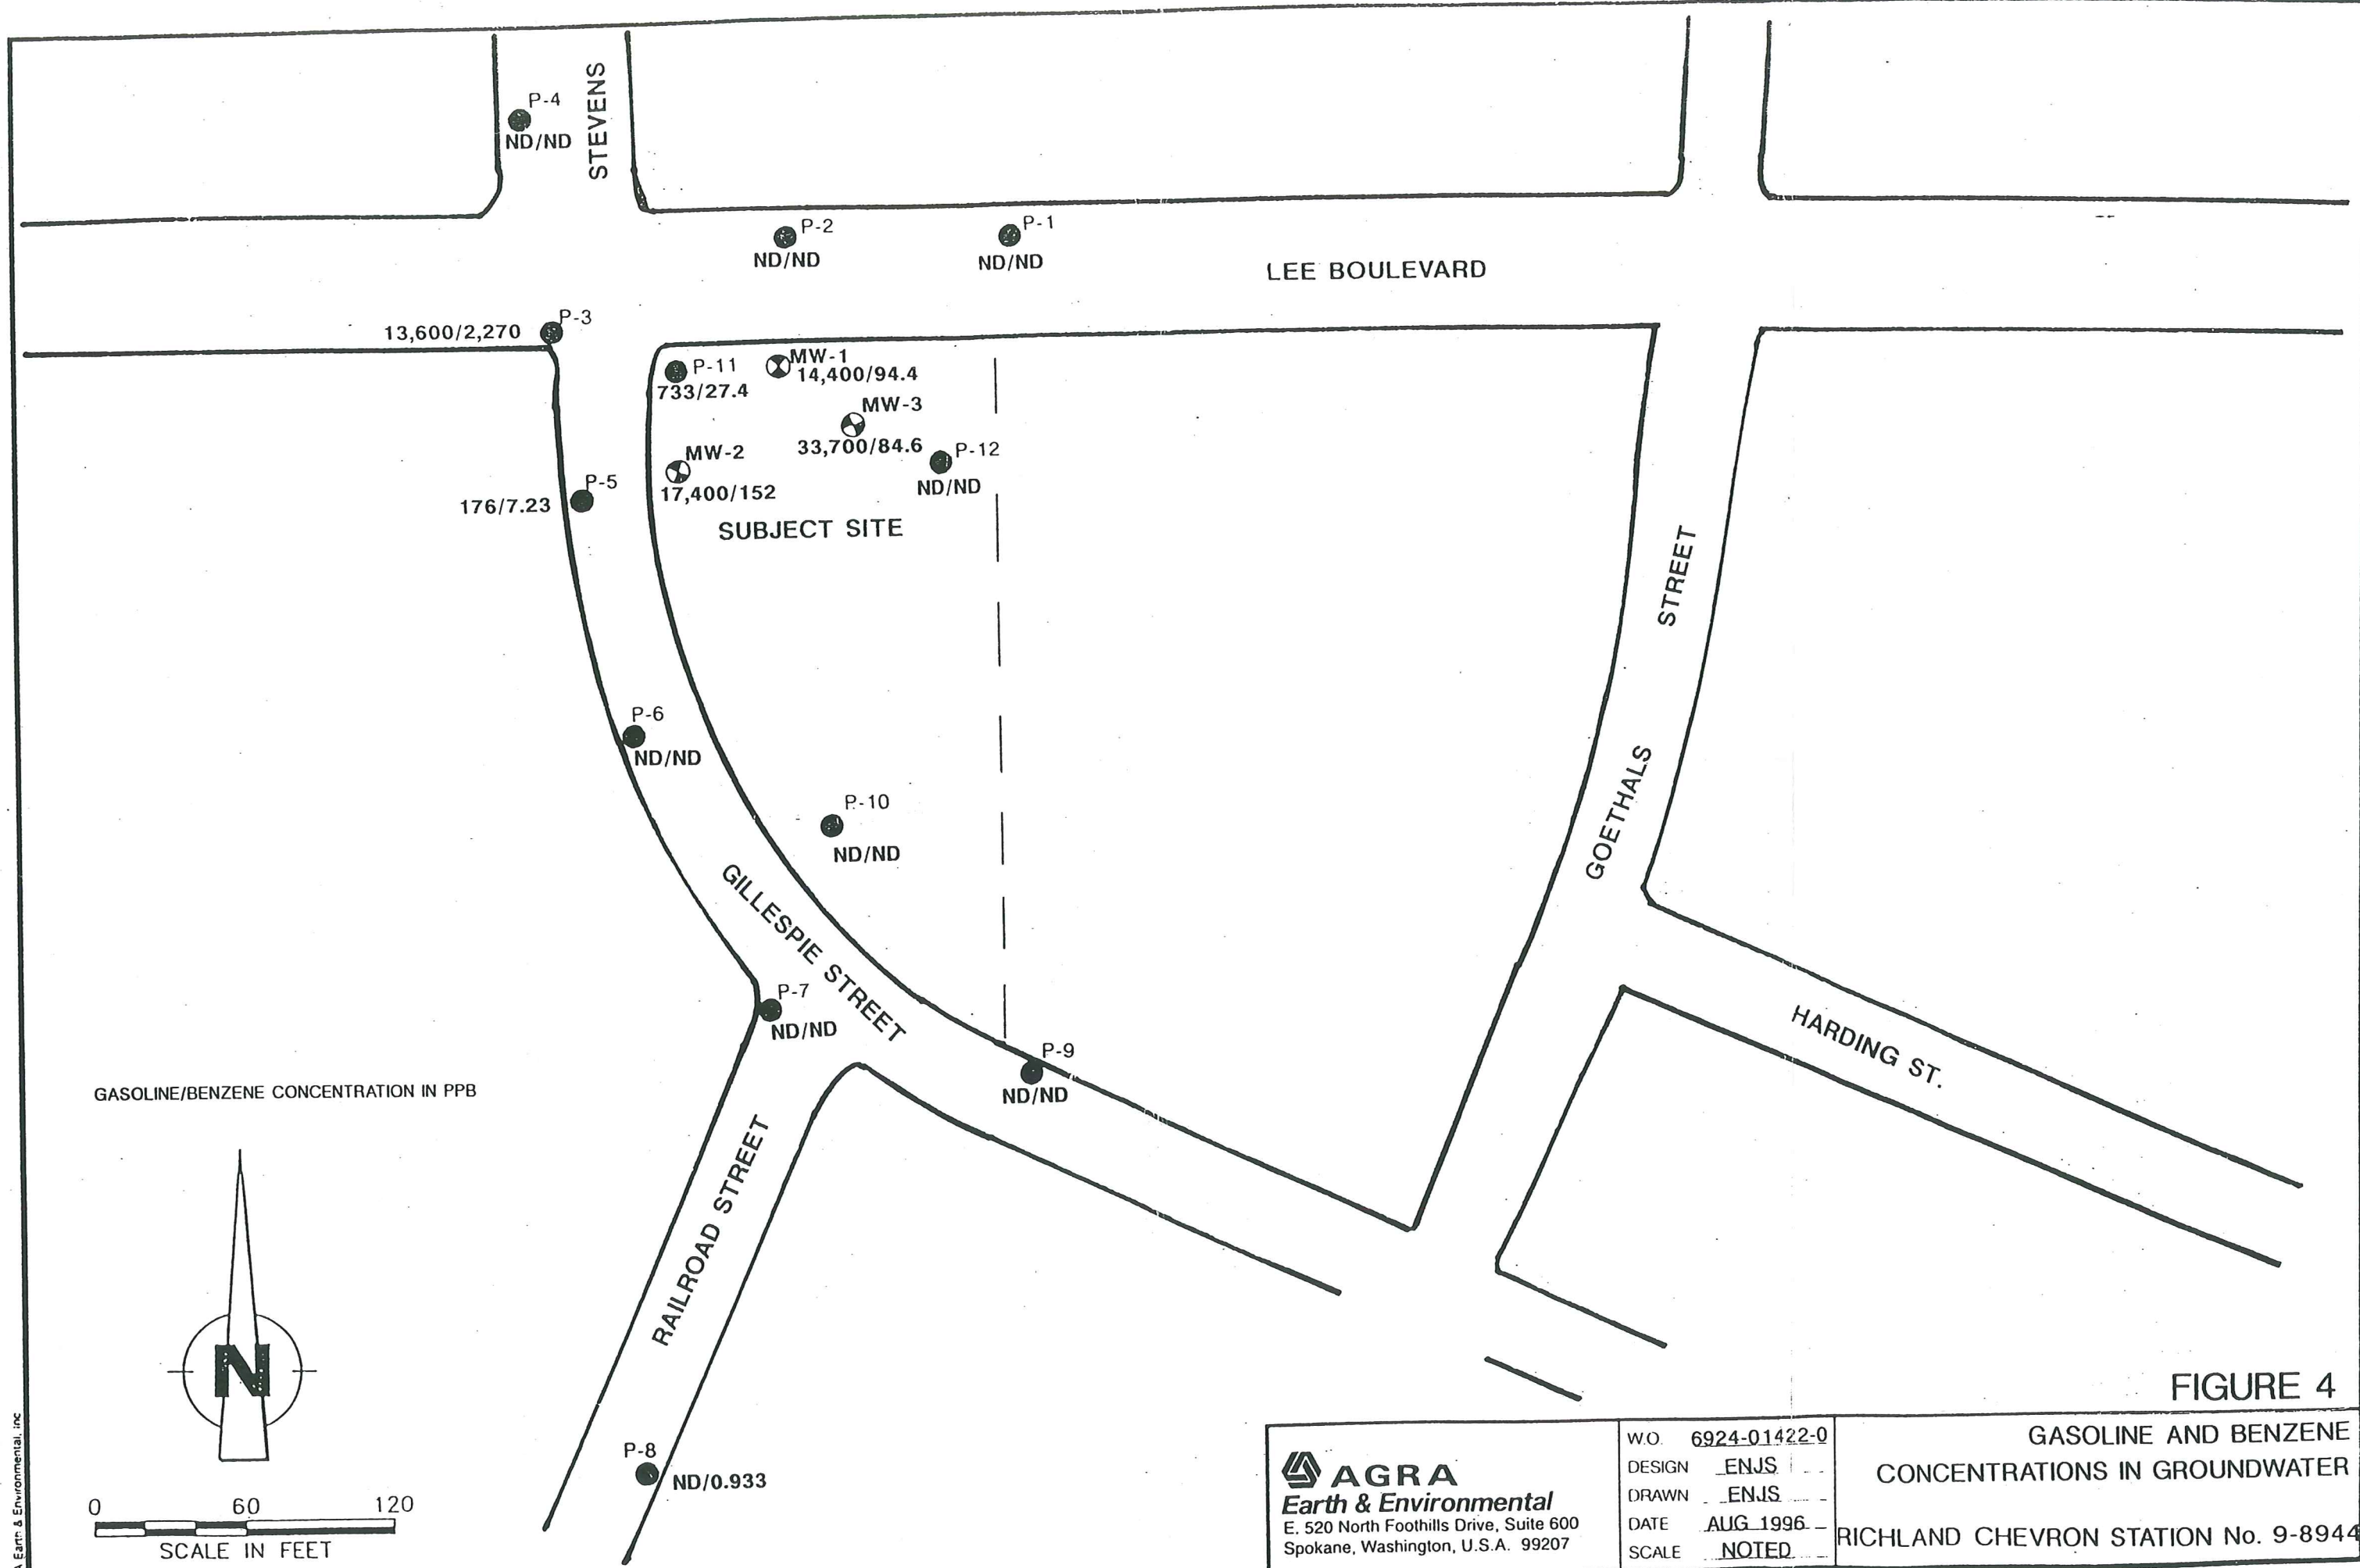 P-4
ND/ND
STEVENS
P-2
ND/ND
P-1
ND/ND
LEE BOULEVARD
P-3
13,600/2,270
P-11
733/27.4
MW-1
14,400/94.4
MW-3
33,700/84.6
P-12
ND/ND
MW-2
17,400/152
P-5
176/7.23
SUBJECT SITE
GOETHALS STREET
P-6
ND/ND
P-10
ND/ND
GILLESPIE STREET
P-7
ND/ND
HARDING ST.
P-9
ND/ND
GASOLINE/BENZENE CONCENTRATION IN PPB
RAILROAD STREET
N
P-8
ND/0.933
0 60 120
SCALE IN FEET
Earth & Environmental, inc
FIGURE 4
AGRA
Earth & Environmental
E. 520 North Foothills Drive, Suite 600
Spokane, Washington, U.S.A. 99207
W.O. 6924-01422-0
DESIGN ENJS
DRAWN ENJS
DATE AUG 1996
SCALE NOTED
GASOLINE AND BENZENE
CONCENTRATIONS IN GROUNDWATER
RICHLAND CHEVRON STATION No. 9-8944